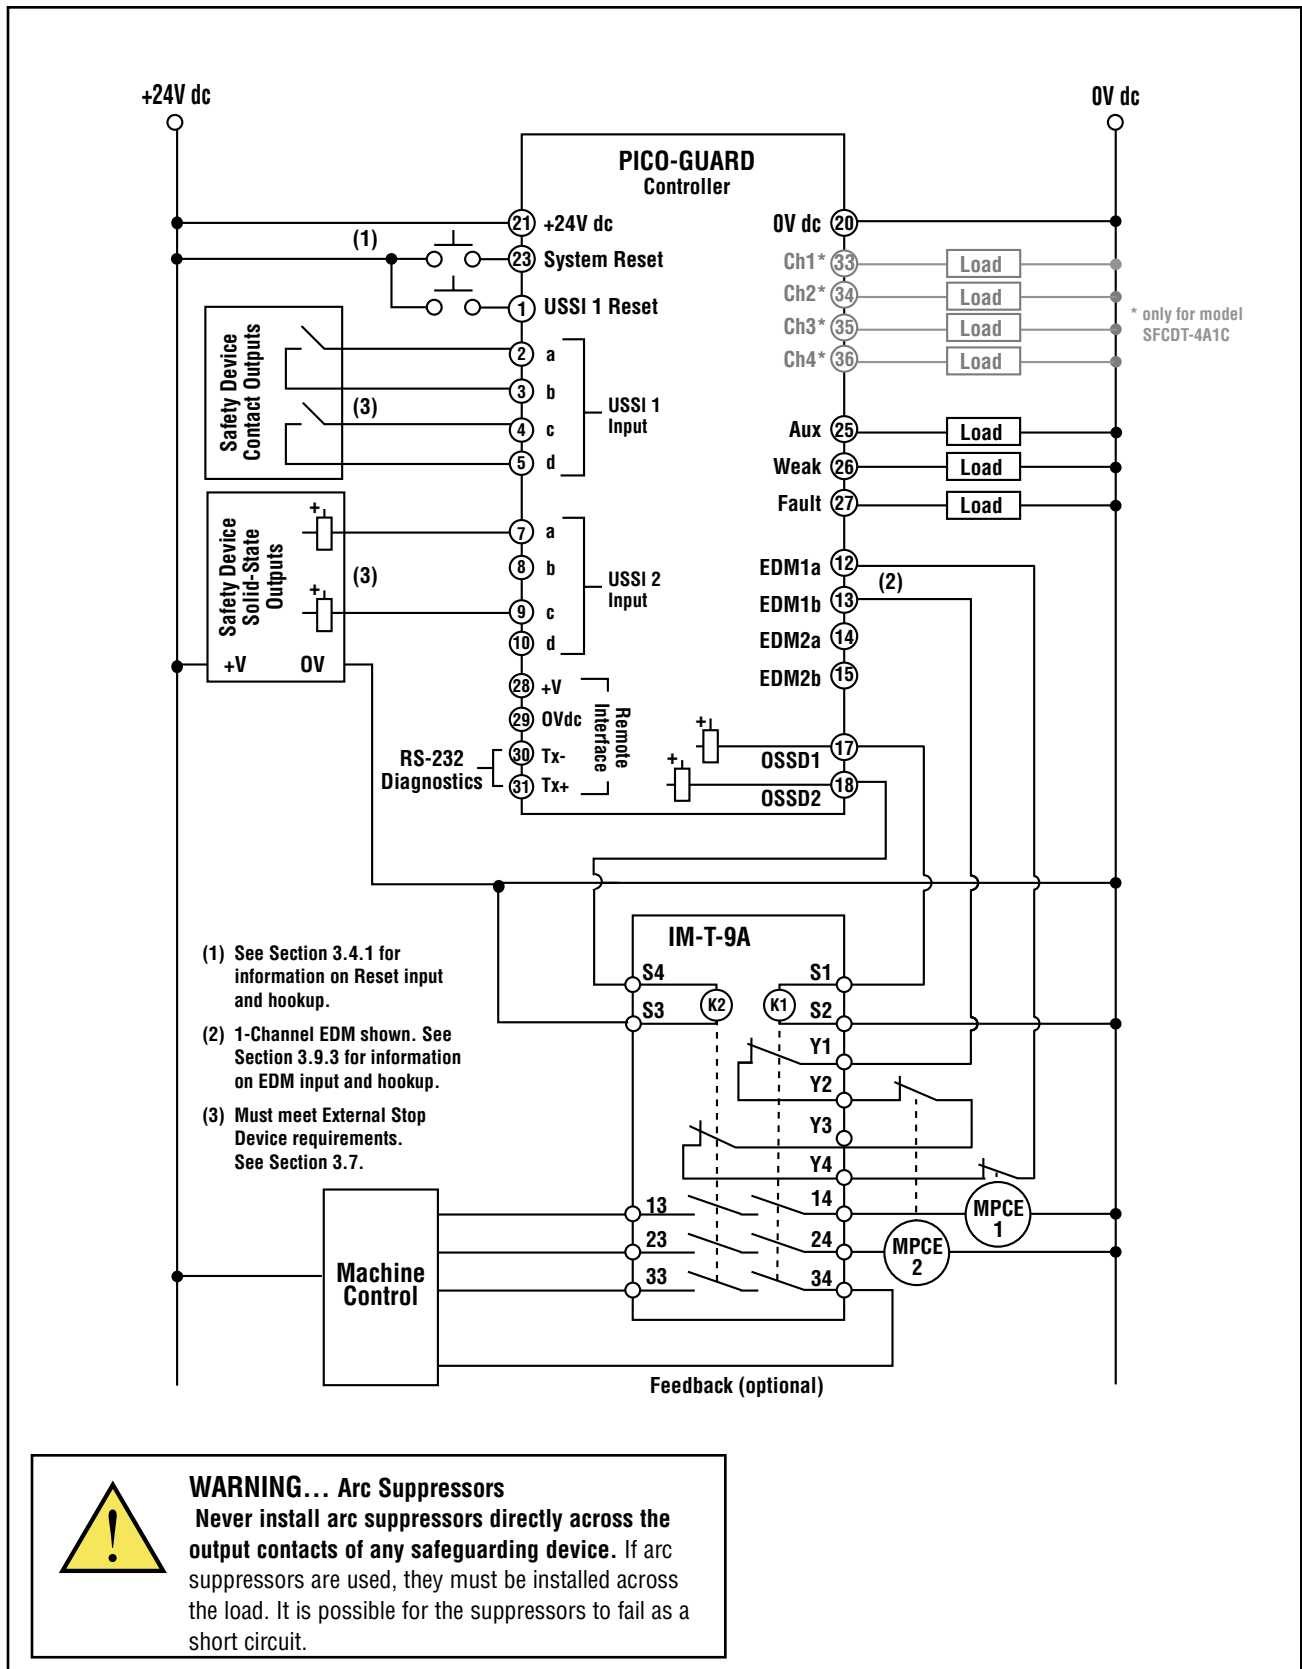 +24V dc
0V dc
PICO-GUARD
Controller
21 +24V dc
0V dc 20
(1)
23 System Reset
Ch1* 33
Load
1 USSI 1 Reset
Ch2* 34
Load
* only for model
SFCDT-4A1C
Ch3* 35
Load
Ch4* 36
Load
Safety Device
Contact Outputs
(3)
2 a
3 b
4 c
5 d
USSI 1
Input
Aux 25
Load
Weak 26
Load
Fault 27
Load
Safety Device
Solid-State
Outputs
+
+
(3)
+V
0V
7 a
8 b
9 c
10 d
USSI 2
Input
EDM1a 12
(2)
EDM1b 13
EDM2a 14
EDM2b 15
28 +V
29 0Vdc
30 Tx-
31 Tx+
Remote
Interface
RS-232
Diagnostics
+
OSSD1
17
+
OSSD2
18
IM-T-9A
S4
S1
K2
K1
S3
S2
Y1
Y2
Y3
Y4
13
14
23
24
33
34
MPCE
1
MPCE
2
(1) See Section 3.4.1 for
information on Reset input
and hookup.
(2) 1-Channel EDM shown. See
Section 3.9.3 for information
on EDM input and hookup.
(3) Must meet External Stop
Device requirements.
See Section 3.7.
Machine
Control
Feedback (optional)
!
WARNING... Arc Suppressors
Never install arc suppressors directly across the
output contacts of any safeguarding device. If arc
suppressors are used, they must be installed across
the load. It is possible for the suppressors to fail as a
short circuit.